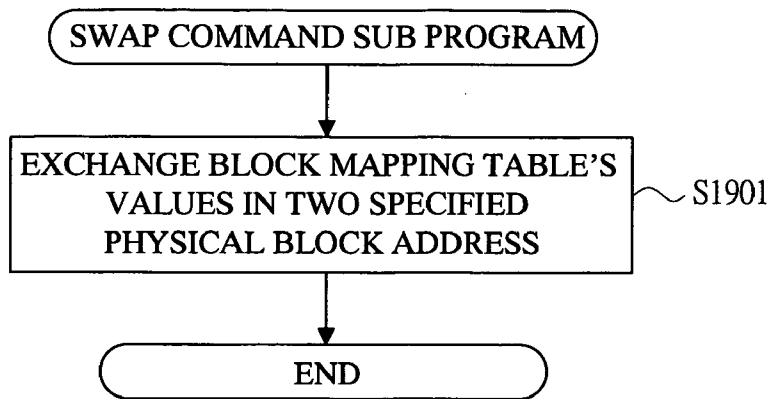 SWAP COMMAND SUB PROGRAM
EXCHANGE BLOCK MAPPING TABLE'S
VALUES IN TWO SPECIFIED
PHYSICAL BLOCK ADDRESS
S1901
END